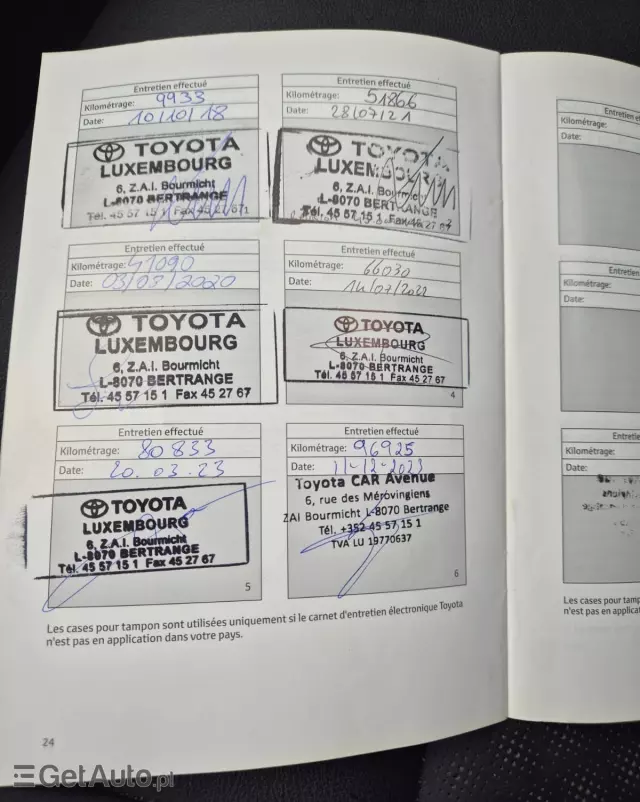 Entretien effectué
Kilométrage: 9933
Date: 10/10/18
TOYOTA
LUXEMBOURG
6, Z.A.I. Bourmicht
L-8070 BERTRANGE
Tél. 45 57 15 1 Fax 45 27 67
Entretien effectué
Kilométrage: 51866
Date: 28/07/21
TOYOTA
LUXEMBOURG
6, Z.A.I. Bourmicht
L-8070 BERTRANGE
Tél. 45 57 15 1 Fax 45
Entretien effectué
Kilométrage: 41090
Date: 03/03/2020
TOYOTA
LUXEMBOURG
6, Z.A.I. Bourmicht
L-8070 BERTRANGE
Tél. 45 57 15 1 Fax 45 27 67
Entretien effectué
Kilométrage: 66030
Date: 14/07/2022
TOYOTA
LUXEMBOURG
6, Z.A.I. Bourmicht
L-8070 BERTRANGE
Tél. 45 57 15 1 Fax 45 27 67
4
Entretien effectué
Kilométrage: 80833
Date: 20.03.23
TOYOTA
LUXEMBOURG
6, Z.A.I. Bourmicht
L-8070 BERTRANGE
Tél. 45 57 15 1 Fax 45 27 67
5
Entretien effectué
Kilométrage: 96925
Date: 11-12-2023
Toyota CAR Avenue
6, rue des Mérovingiens
ZAI Bourmicht L-8070 Bertrange
Tél. +352 45 57 15 1
TVA LU 19770637
6
Les cases pour tampon sont utilisées uniquement si le carnet d'entretien électronique Toyota
n'est pas en application dans votre pays.
24
Entretien ef
Kilométrage:
Date:
Entretien
Kilométrage:
Date:
Entretie
Kilométrage:
Date:
Les cases pour tamp
n'est pas en applicat
GetAuto.pl